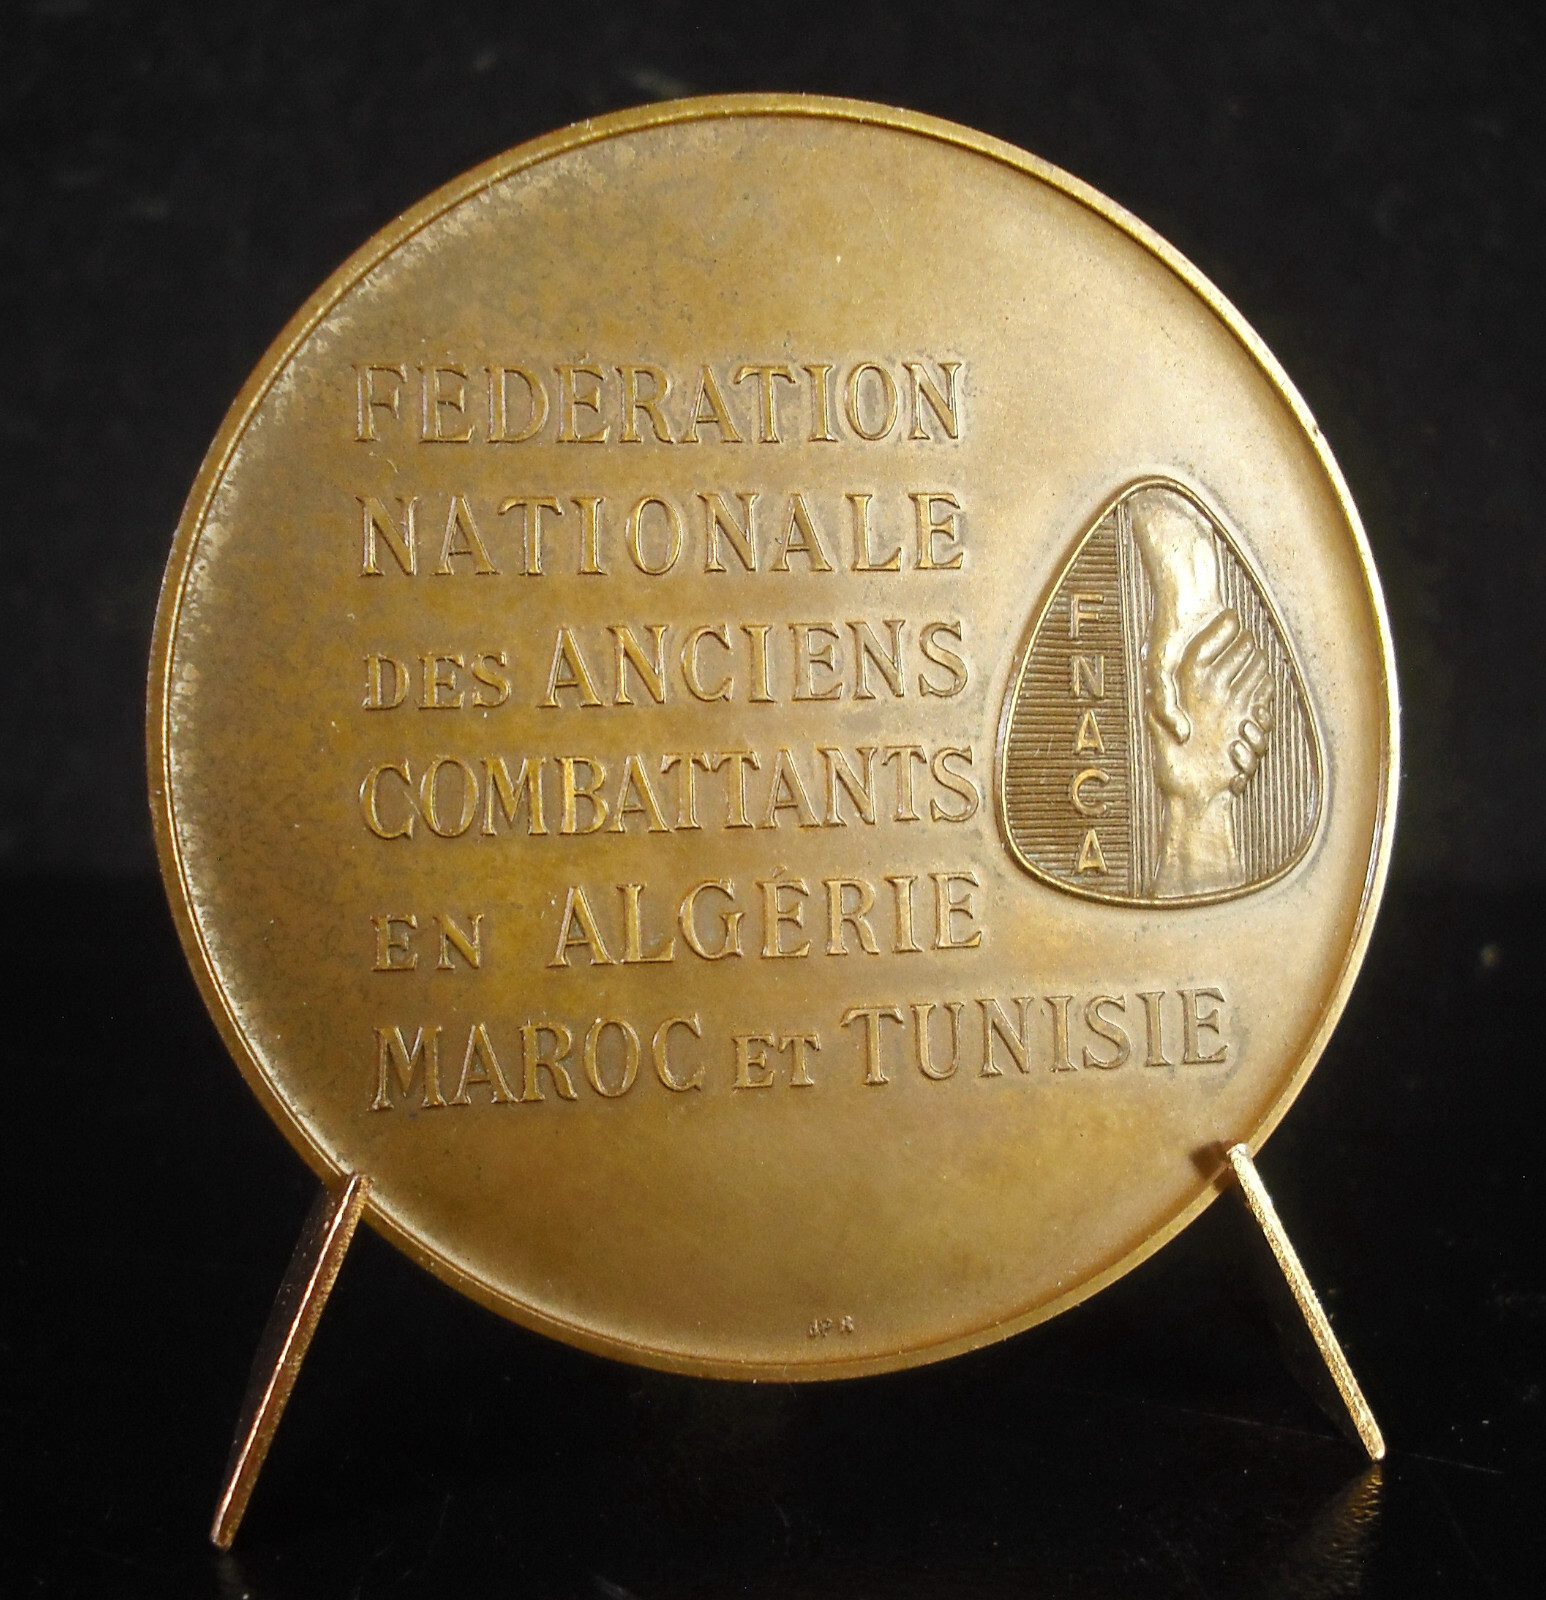 FÉDÉRATION
NATIONALE
DES ANCIENS
COMBATTANTS
EN ALGÉRIE
MAROC ET TUNISIE
FNACA